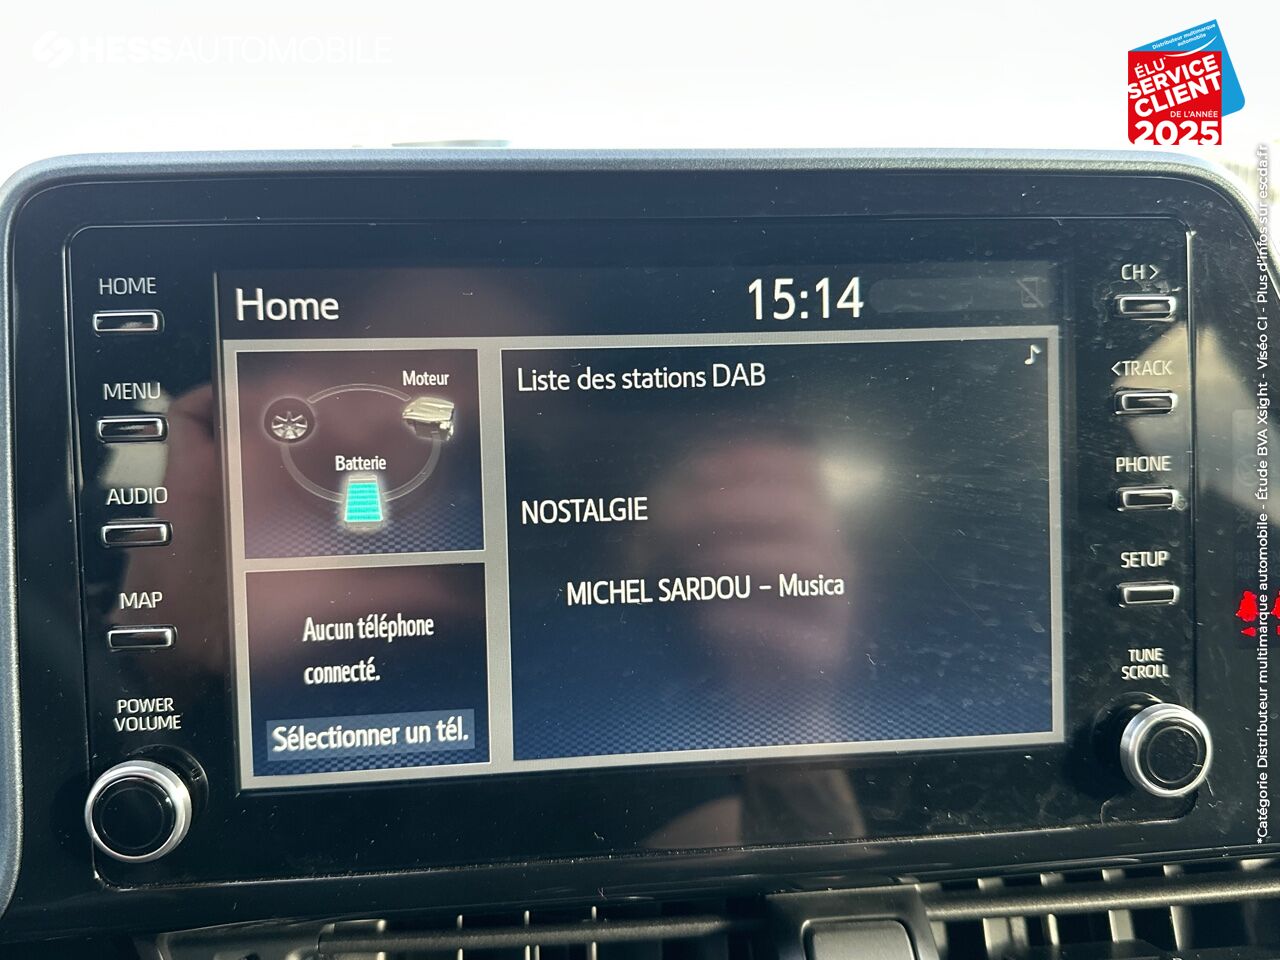 HESSAUTOMOBILE
Distributeur multimarque
automobile
ÉLU
SERVICE
CLIENT
DE L'ANNÉE
2025
HOME
MENU
AUDIO
MAP
POWER
VOLUME
Home
15:14
Moteur
Batterie
Aucun téléphone
connecté.
Sélectionner un tél.
Liste des stations DAB
NOSTALGIE
MICHEL SARDOU - Musica
CH >
<TRACK
PHONE
SETUP
TUNE
SCROLL
*Catégorie Distributeur multimarque automobile - Étude BVA Xsight - Viséo CI - Plus d'infos sur escda.fr